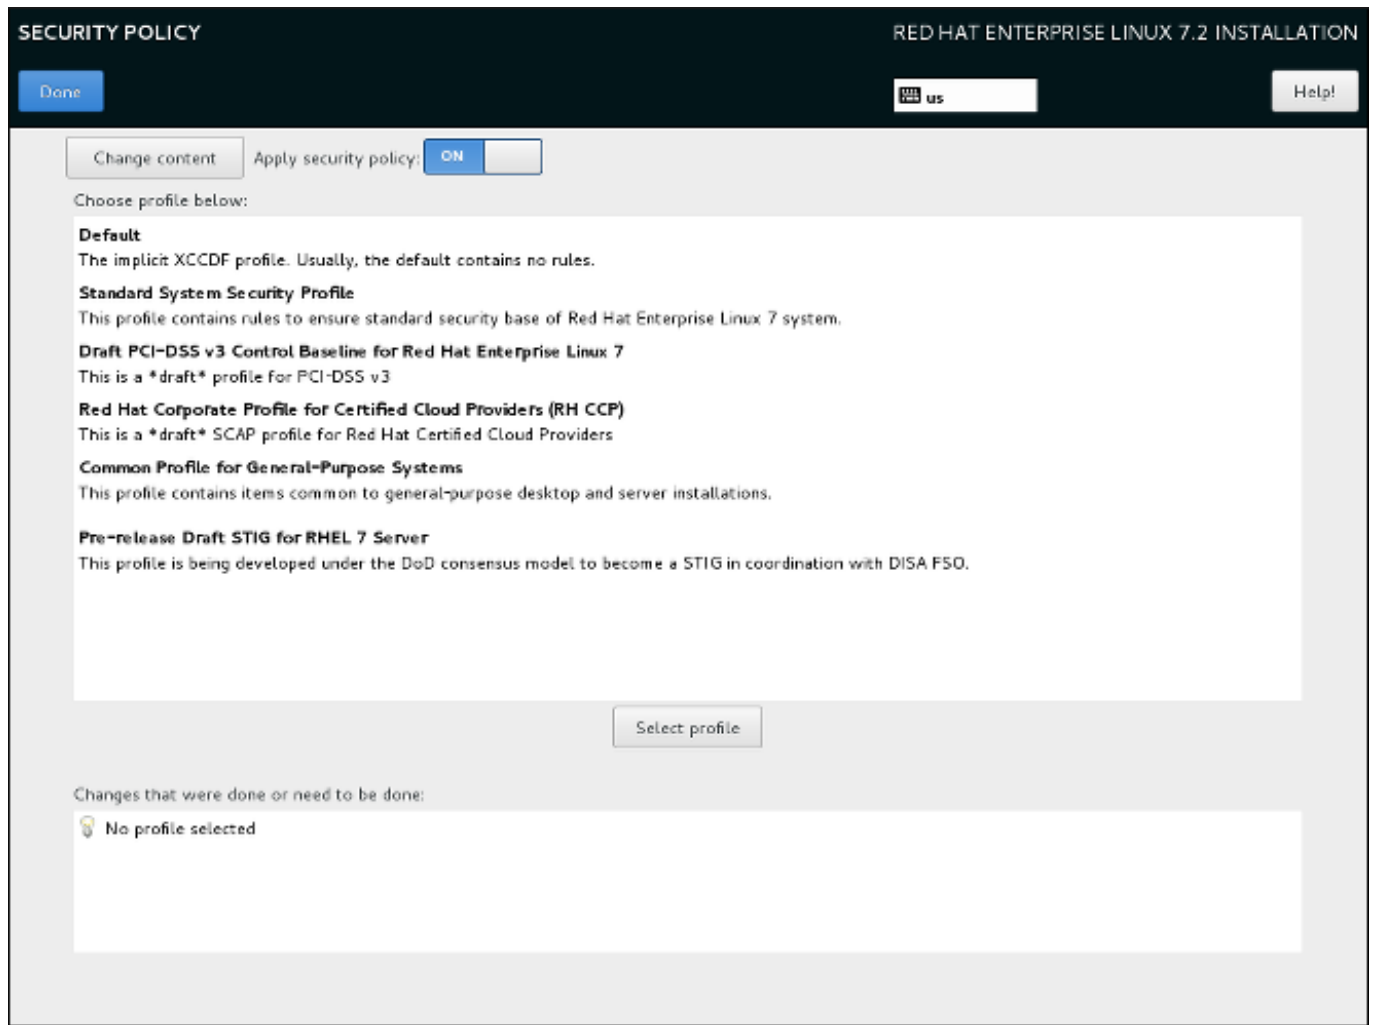 SECURITY POLICY
RED HAT ENTERPRISE LINUX 7.2 INSTALLATION
Done
us
Help!
Change content
Apply security policy:
ON
Choose profile below:
Default
The implicit XCCDF profile. Usually, the default contains no rules.
Standard System Security Profile
This profile contains rules to ensure standard security base of Red Hat Enterprise Linux 7 system.
Draft PCI-DSS v3 Control Baseline for Red Hat Enterprise Linux 7
This is a *draft* profile for PCI-DSS v3
Red Hat Corporate Profile for Certified Cloud Providers (RH CCP)
This is a *draft* SCAP profile for Red Hat Certified Cloud Providers
Common Profile for General-Purpose Systems
This profile contains items common to general-purpose desktop and server installations.
Pre-release Draft STIG for RHEL 7 Server
This profile is being developed under the DoD consensus model to become a STIG in coordination with DISA FSO.
Select profile
Changes that were done or need to be done:
No profile selected